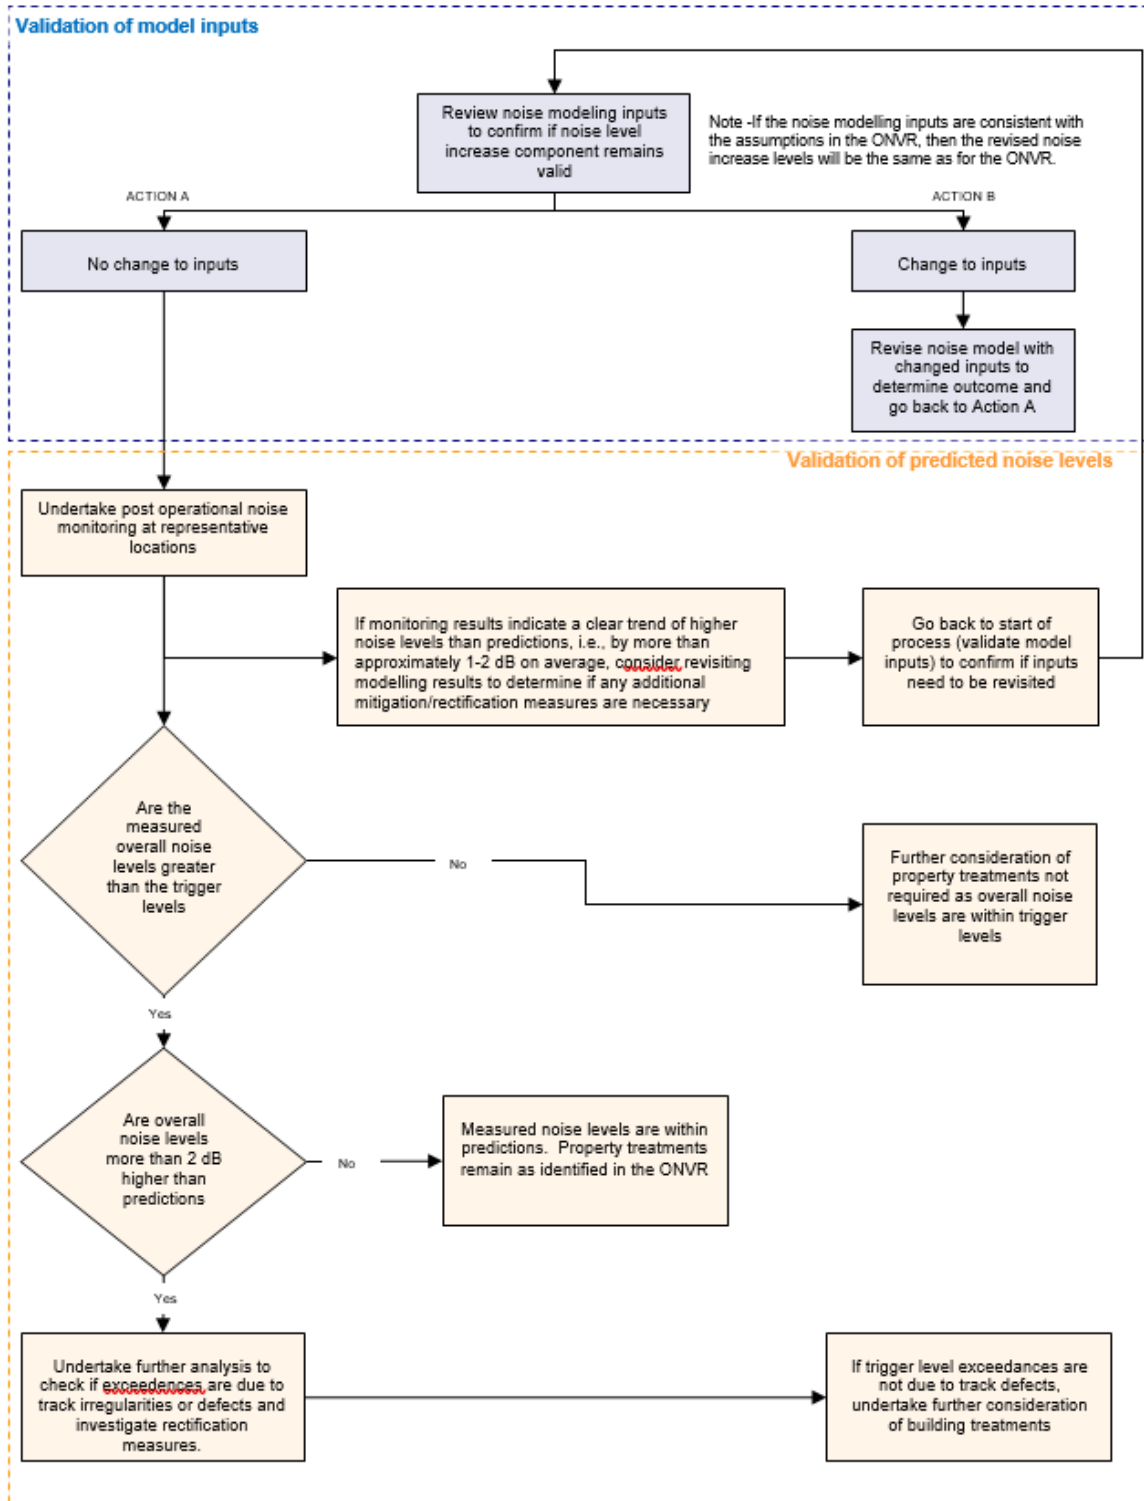 Validation of model inputs
Review noise modeling inputs
to confirm if noise level
increase component remains
valid
Note -If the noise modelling inputs are consistent with
the assumptions in the ONVR, then the revised noise
increase levels will be the same as for the ONVR.
ACTION A
ACTION B
No change to inputs
Change to inputs
Revise noise model with
changed inputs to
determine outcome and
go back to Action A
Validation of predicted noise levels
Undertake post operational noise
monitoring at representative
locations
If monitoring results indicate a clear trend of higher
noise levels than predictions, i.e., by more than
approximately 1-2 dB on average, consider revisiting
modelling results to determine if any additional
mitigation/rectification measures are necessary
Go back to start of
process (validate model
inputs) to confirm if inputs
need to be revisited
Are the
measured
overall noise
levels greater
than the trigger
levels
No
Further consideration of
property treatments not
required as overall noise
levels are within trigger
levels
Yes
Are overall
noise levels
more than 2 dB
higher than
predictions
No
Measured noise levels are within
predictions.  Property treatments
remain as identified in the ONVR
Yes
Undertake further analysis to
check if exceedences are due to
track irregularities or defects and
investigate rectification
measures.
If trigger level exceedances are
not due to track defects,
undertake further consideration
of building treatments